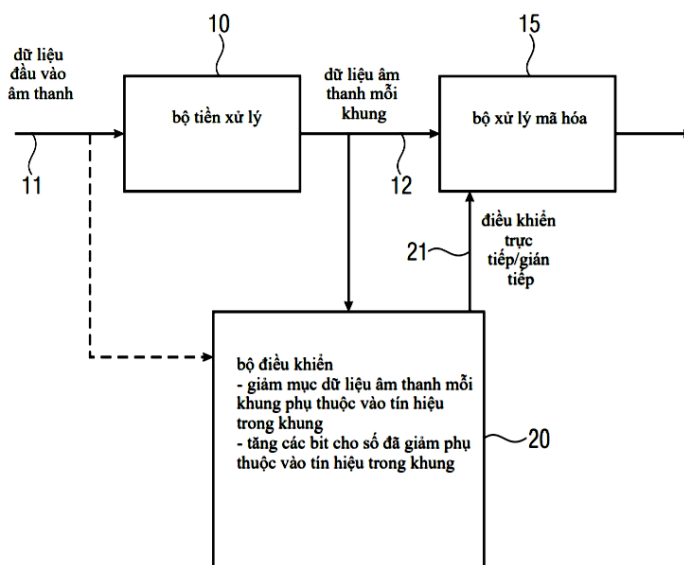 10
15
dữ liệu
đầu vào
âm thanh
bộ tiền xử lý
dữ liệu âm
thanh mỗi
khung
bộ xử lý mã hóa
11
12
điều khiển
trực
tiếp/gián
tiếp
21
bộ điều khiển
- giảm mục dữ liệu âm thanh mỗi
khung phụ thuộc vào tín hiệu
trong khung
- tăng các bit cho số đã giảm phụ
thuộc vào tín hiệu trong khung
20